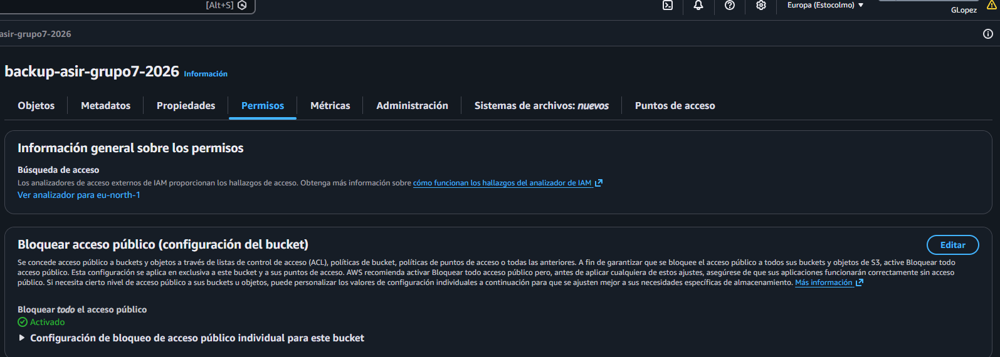 [Alt+S]
Europa (Estocolmo)
GLopez
asir-grupo7-2026
backup-asir-grupo7-2026 Información
Objetos Metadatos Propiedades Permisos Métricas Administración Sistemas de archivos: nuevos Puntos de acceso
Información general sobre los permisos
Búsqueda de acceso
Los analizadores de acceso externos de IAM proporcionan los hallazgos de acceso. Obtenga más información sobre cómo funcionan los hallazgos del analizador de IAM
Ver analizador para eu-north-1
Bloquear acceso público (configuración del bucket)
Editar
Se concede acceso público a buckets y objetos a través de listas de control de acceso (ACL), políticas de bucket, políticas de puntos de acceso o todas las anteriores. A fin de garantizar que se bloquee el acceso público a todos sus buckets y objetos de S3, active Bloquear todo
acceso público. Esta configuración se aplica en exclusiva a este bucket y a sus puntos de acceso. AWS recomienda activar Bloquear todo acceso público pero, antes de aplicar cualquiera de estos ajustes, asegúrese de que sus aplicaciones funcionarán correctamente sin acceso
público. Si necesita cierto nivel de acceso público a sus buckets u objetos, puede personalizar los valores de configuración individuales a continuación para que se ajusten mejor a sus necesidades específicas de almacenamiento. Más información
Bloquear todo el acceso público
Activado
Configuración de bloqueo de acceso público individual para este bucket